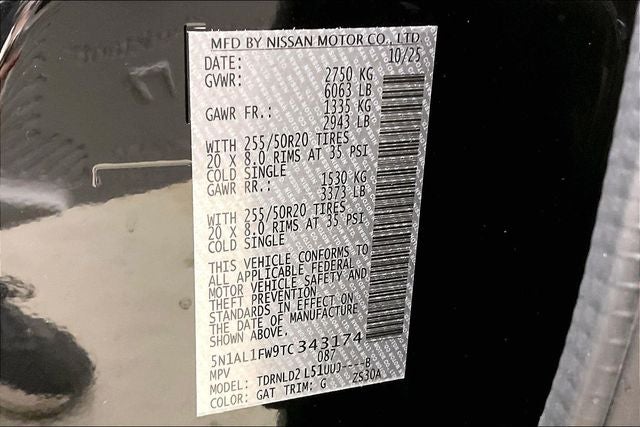 MFD BY NISSAN MOTOR CO., LTD
DATE: 10/25
GVWR: 2750 KG
6063 LB
GAWR FR.: 1335 KG
2943 LB
WITH 255/50R20 TIRES
20 X 8.0 RIMS AT 35 PSI
COLD SINGLE
GAWR RR.: 1530 KG
3373 LB
WITH 255/50R20 TIRES
20 X 8.0 RIMS AT 35 PSI
COLD SINGLE
THIS VEHICLE CONFORMS TO
ALL APPLICABLE FEDERAL
MOTOR VEHICLE SAFETY AND
THEFT PREVENTION
STANDARDS IN EFFECT ON
THE DATE OF MANUFACTURE
SHOWN ABOVE.
5N1AL1FW9TC343174
MPV 087
MODEL:
COLOR: GAT TRIM: G ZS30A